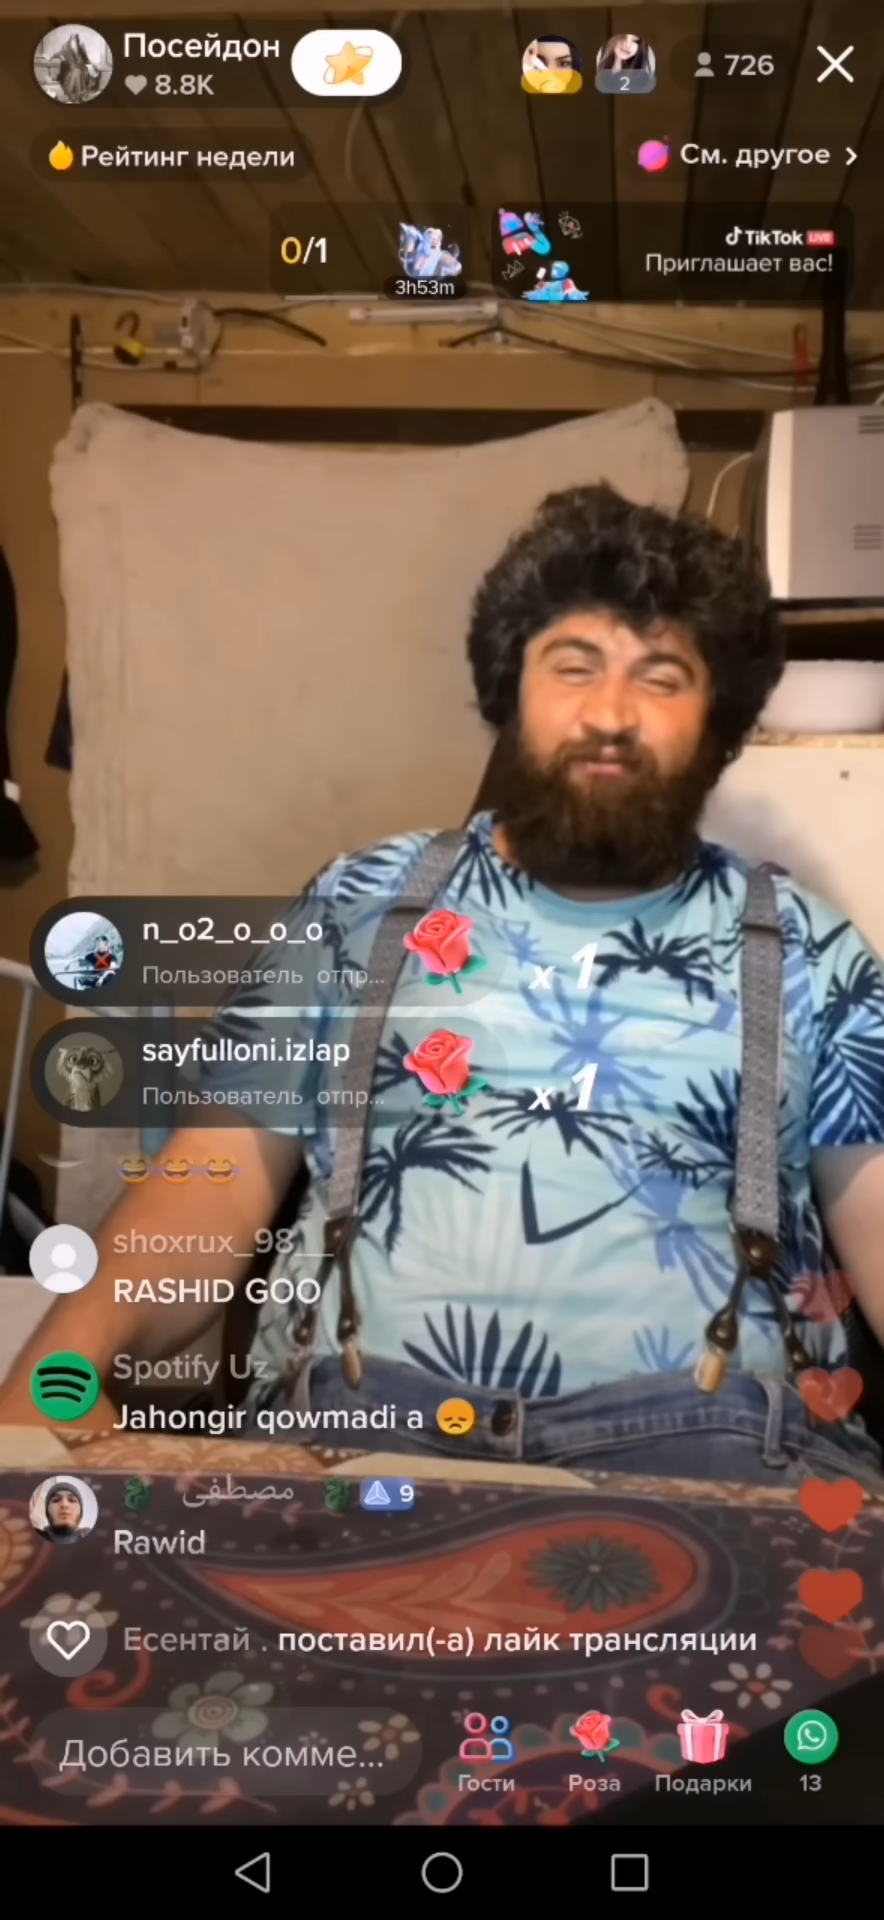 Посейдон
8.8K
2
726
Рейтинг недели
См. другое
0/1
3h53m
TikTok LIVE
Приглашает вас!
n_o2_o_o_o
Пользователь отпр...
x 1
sayfulloni.izlap
Пользователь отпр...
x 1
😂😂😂
shoxrux_98__
RASHID GOO
Spotify Uz
Jahongir qowmadi a 😞
🐉 مصطفى 🐉 9
Rawid
Есентай . поставил(-а) лайк трансляции
Добавить комме...
Гости
Роза
Подарки
13